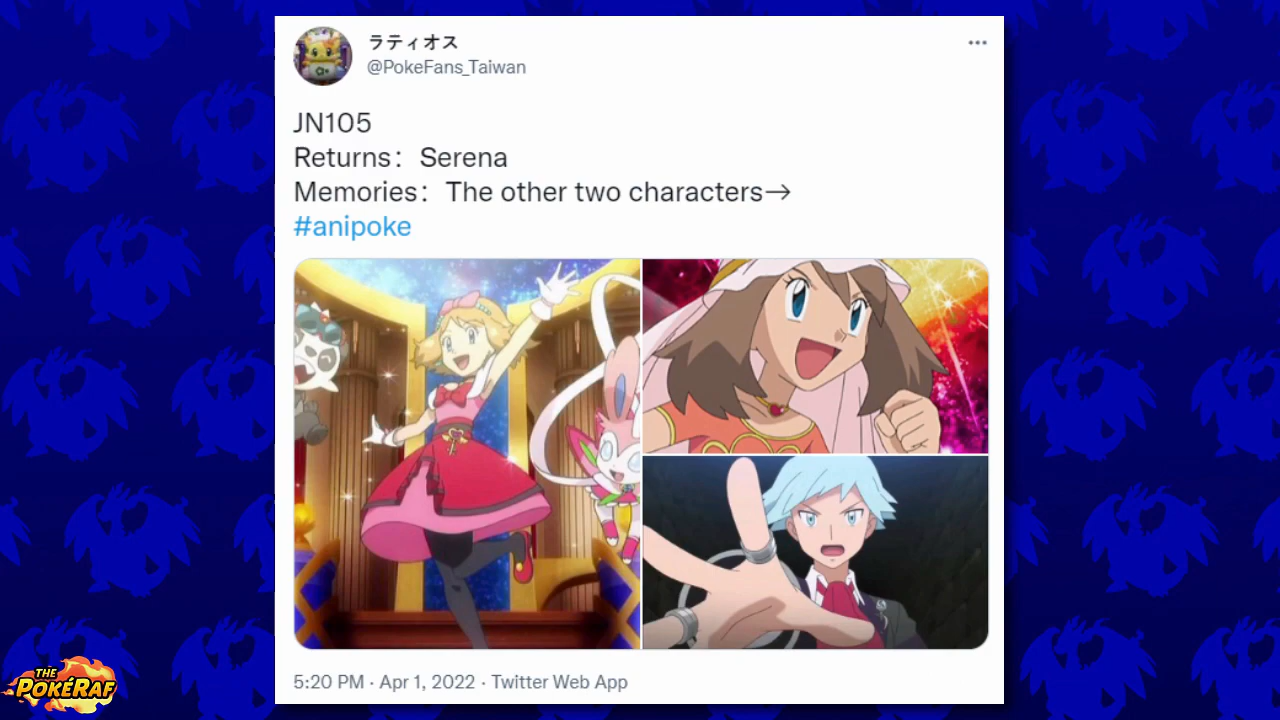 ラティオス
@PokeFans_Taiwan
JN105
Returns： Serena
Memories： The other two characters→
#anipoke
5:20 PM · Apr 1, 2022 · Twitter Web App
THE
POKÉRAF